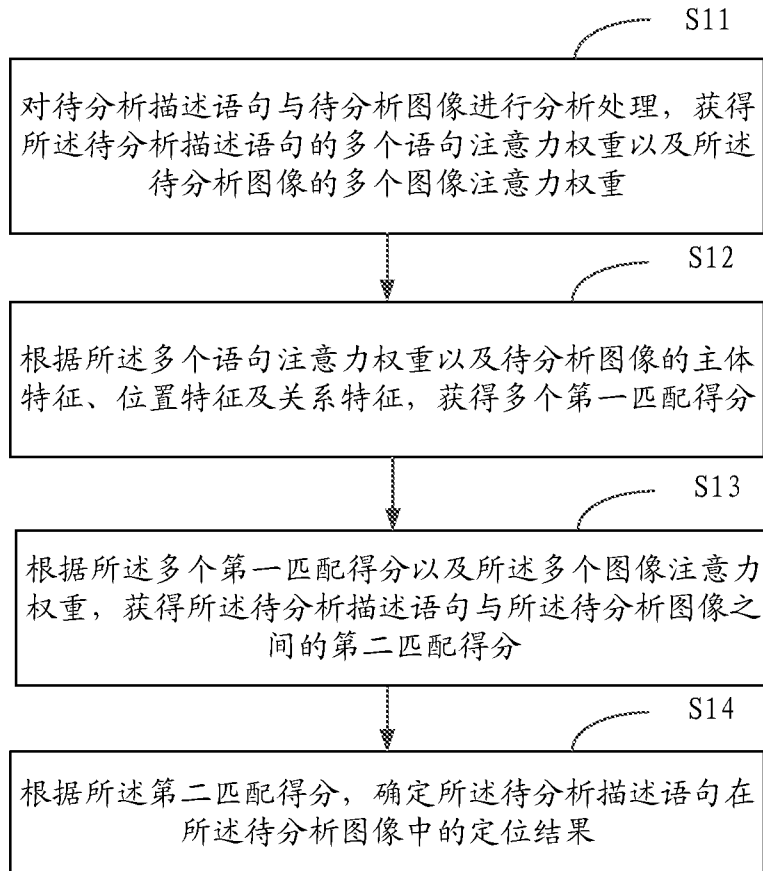 S11
对待分析描述语句与待分析图像进行分析处理，获得
所述待分析描述语句的多个语句注意力权重以及所述
待分析图像的多个图像注意力权重
S12
根据所述多个语句注意力权重以及待分析图像的主体
特征、位置特征及关系特征，获得多个第一匹配得分
S13
根据所述多个第一匹配得分以及所述多个图像注意力
权重，获得所述待分析描述语句与所述待分析图像之
间的第二匹配得分
S14
根据所述第二匹配得分，确定所述待分析描述语句在
所述待分析图像中的定位结果